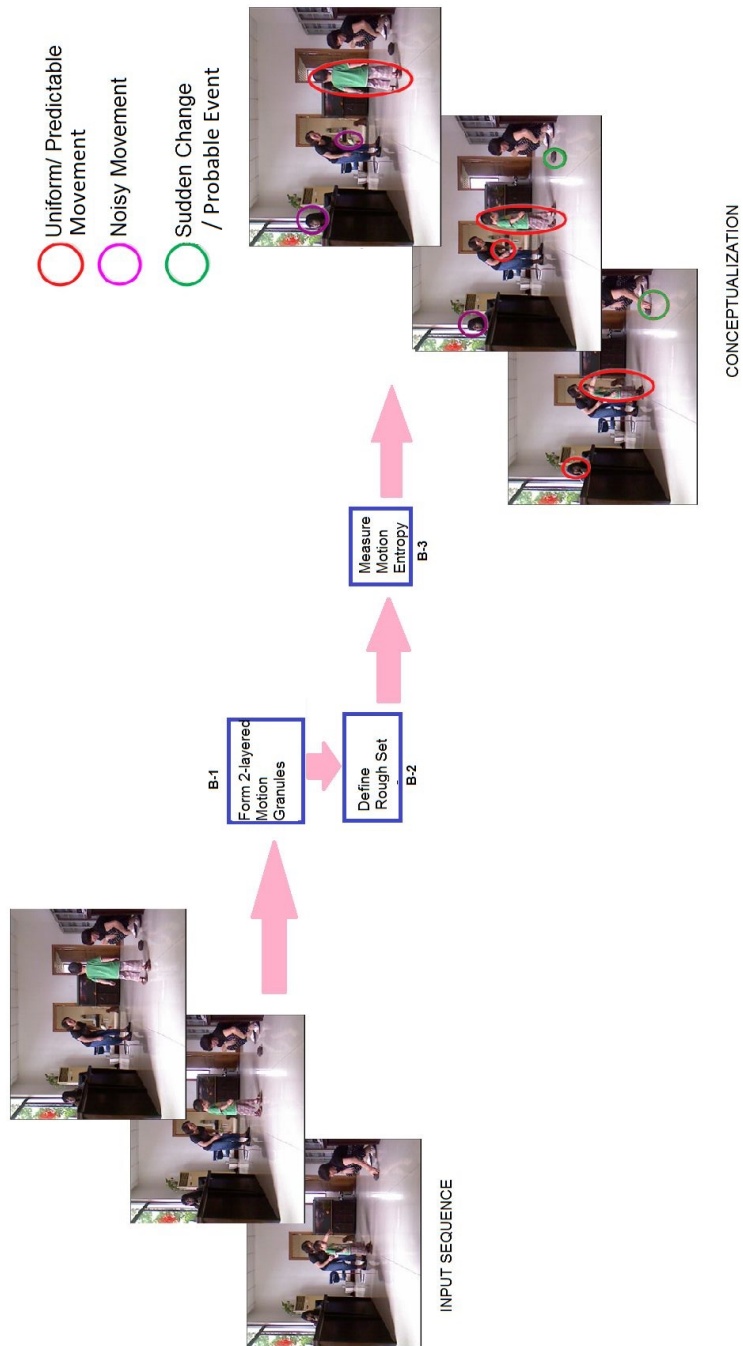 Uniform/ Predictable
Movement
Noisy Movement
Sudden Change
/ Probable Event
B-1
Form 2-layered
Motion
Granules
Define
Rough Set
B-2
Measure
Motion
Entropy
B-3
INPUT SEQUENCE
CONCEPTUALIZATION